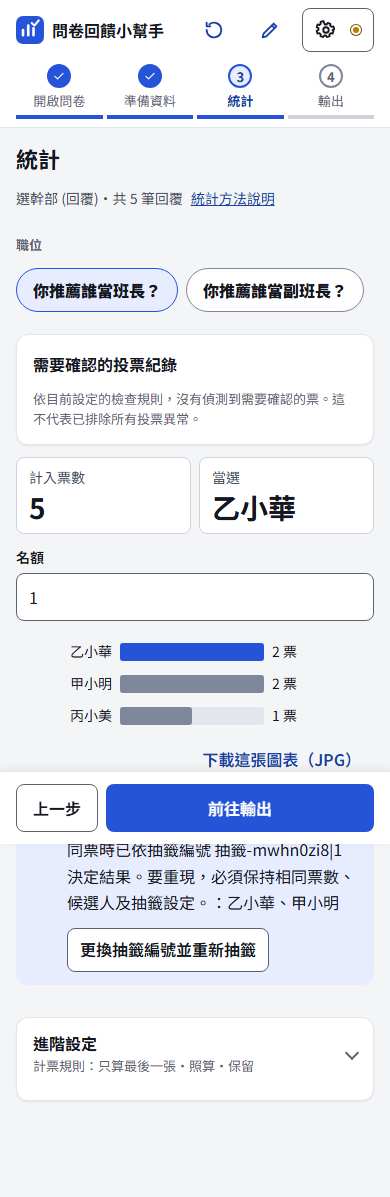 問卷回饋小幫手
3
4
開啟問卷
準備資料
統計
輸出
統計
選幹部 (回覆)・共 5 筆回覆 統計方法說明
職位
你推薦誰當班長？
你推薦誰當副班長？
需要確認的投票紀錄
依目前設定的檢查規則，沒有偵測到需要確認的票。這
不代表已排除所有投票異常。
計入票數
5
當選
乙小華
名額
1
乙小華 2 票
甲小明 2 票
丙小美 1 票
下載這張圖表（JPG）
上一步
前往輸出
同票時已依抽籤編號 抽籤-mwhn0zi8|1
決定結果。要重現，必須保持相同票數、
候選人及抽籤設定。：乙小華、甲小明
更換抽籤編號並重新抽籤
進階設定
計票規則：只算最後一張・照算・保留